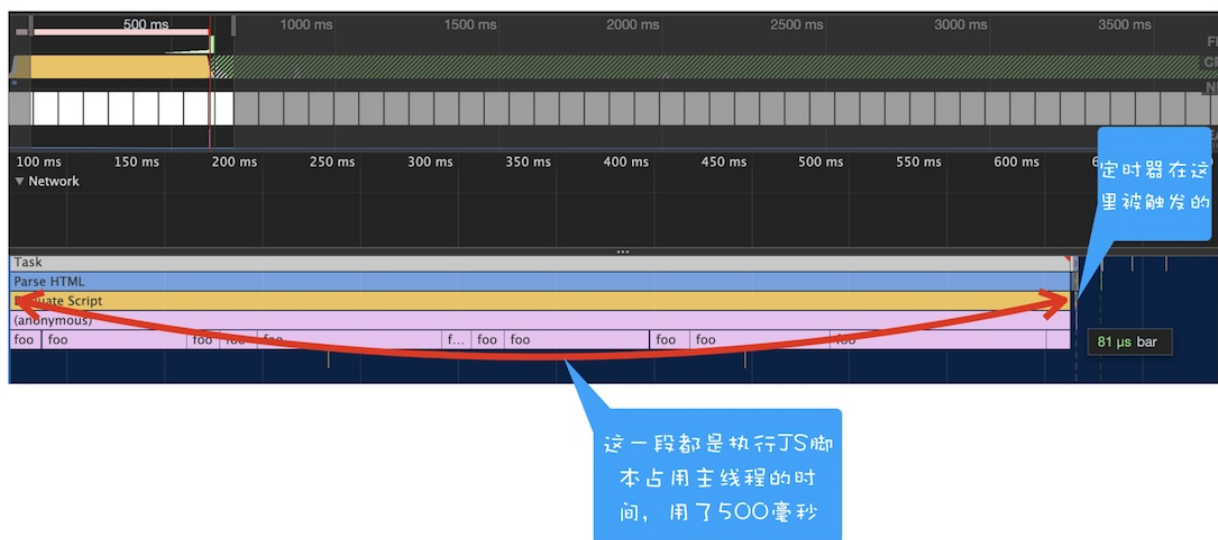 500 ms 1000 ms 1500 ms 2000 ms 2500 ms 3000 ms 3500 ms
100 ms 150 ms 200 ms 250 ms 300 ms 350 ms 400 ms 450 ms 500 ms 550 ms 600 ms
Network
定时器在这
里被触发的
Task
Parse HTML
Script
(anonymous)
foo foo foo foo foo f... foo foo foo foo foo
81 μs bar
这一段都是执行JS脚
本占用主线程的时
间，用了500毫秒